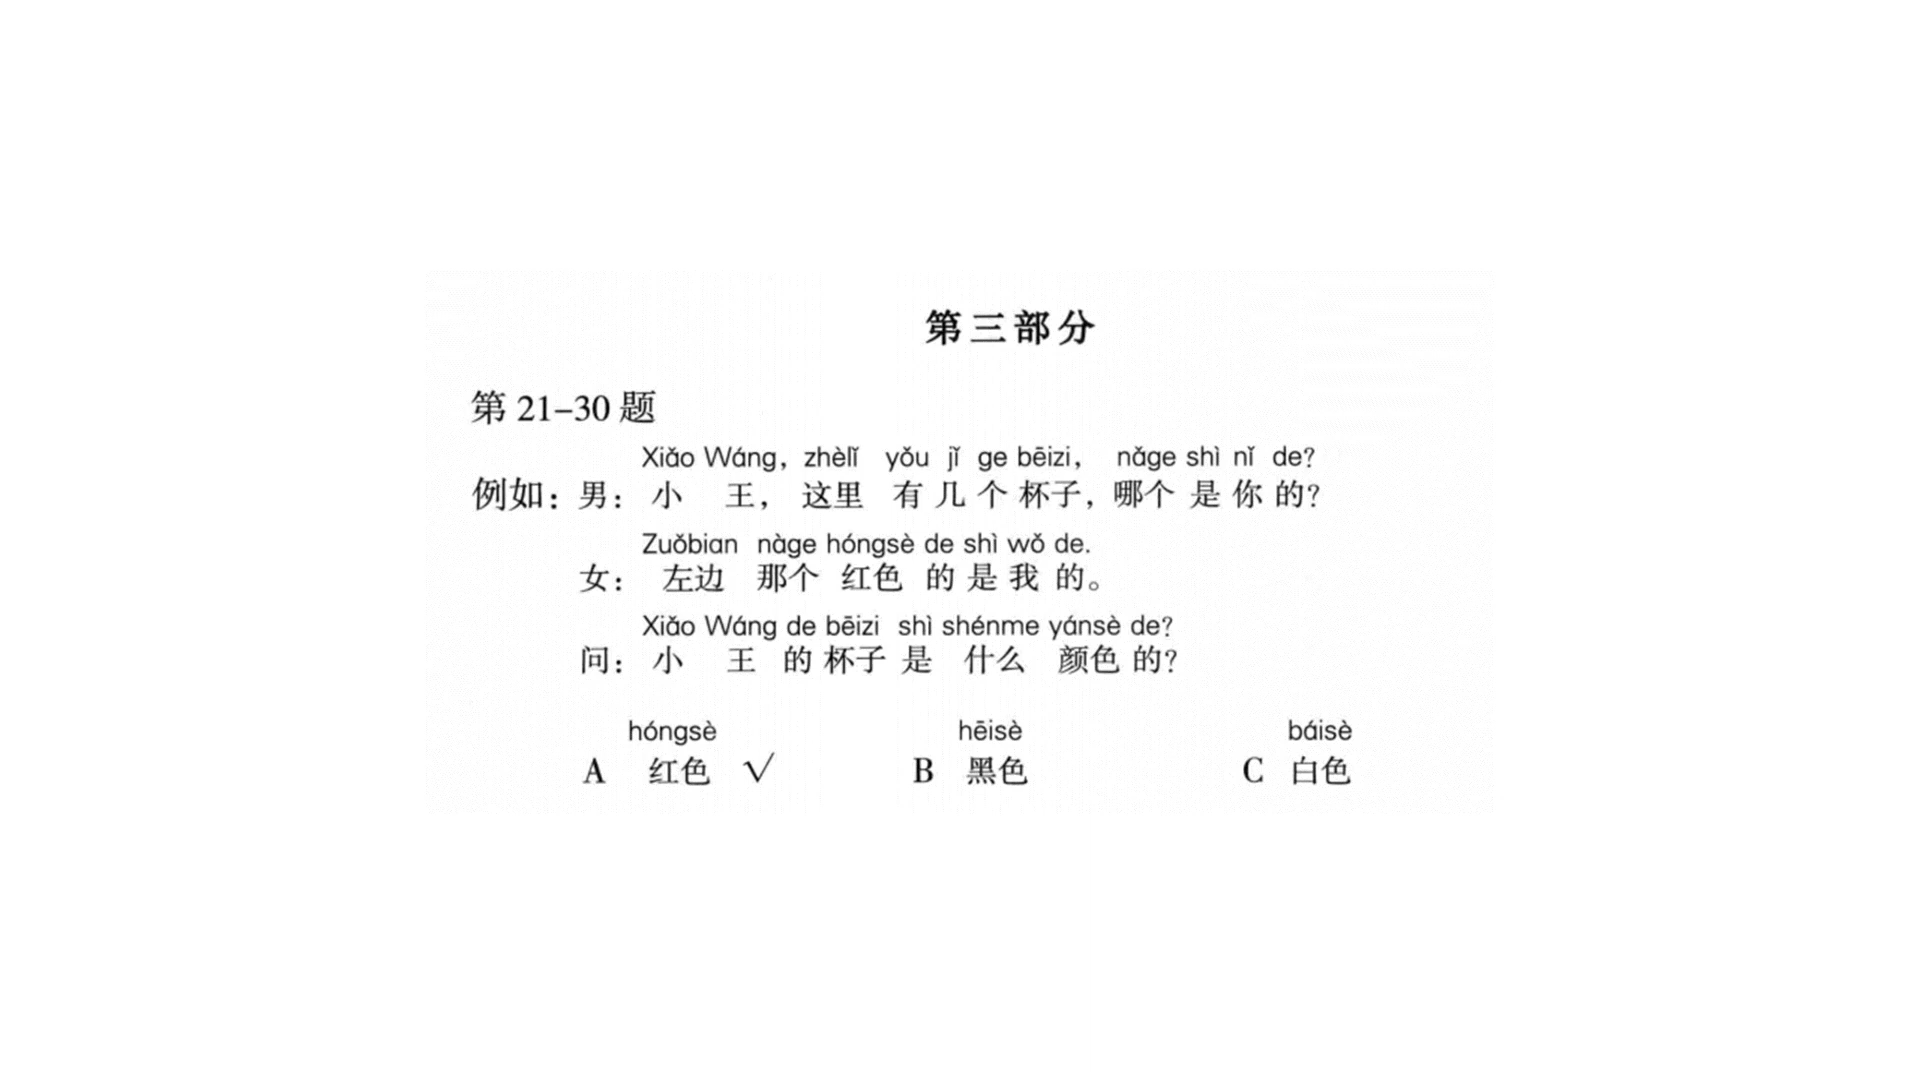 第三部分
第 21–30 题
Xiǎo Wáng, zhèlǐ yǒu jǐ ge bēizi, nǎge shì nǐ de?
例如：男：小王，这里有几个杯子，哪个是你的？
Zuǒbian nàge hóngsè de shì wǒ de.
女：左边那个红色的是我的。
Xiǎo Wáng de bēizi shì shénme yánsè de?
问：小王的杯子是什么颜色的？
hóngsè hēisè báisè
A 红色 √ B 黑色 C 白色